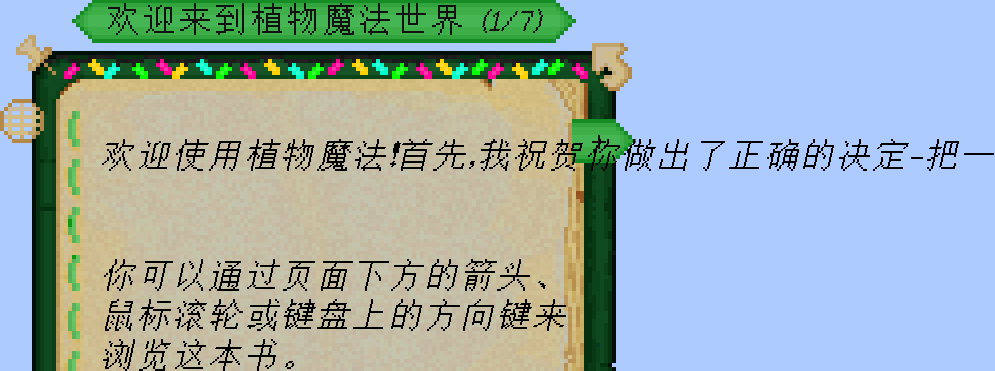 欢迎来到植物魔法世界 (1/7)
欢迎使用植物魔法!首先,我祝贺你做出了正确的决定-把一
你可以通过页面下方的箭头、
鼠标滚轮或键盘上的方向键来
浏览这本书。